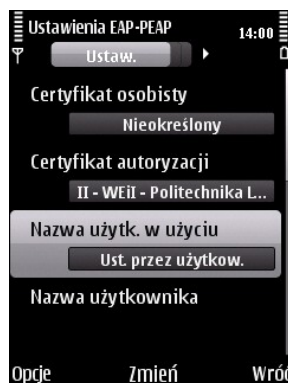 Ustawienia EAP-PEAP
14:00
Ustaw.
Certyfikat osobisty
Nieokreślony
Certyfikat autoryzacji
II - WEiI - Politechnika L...
Nazwa użytk. w użyciu
Ust. przez użytkow.
Nazwa użytkownika
Opcje Zmień Wróć